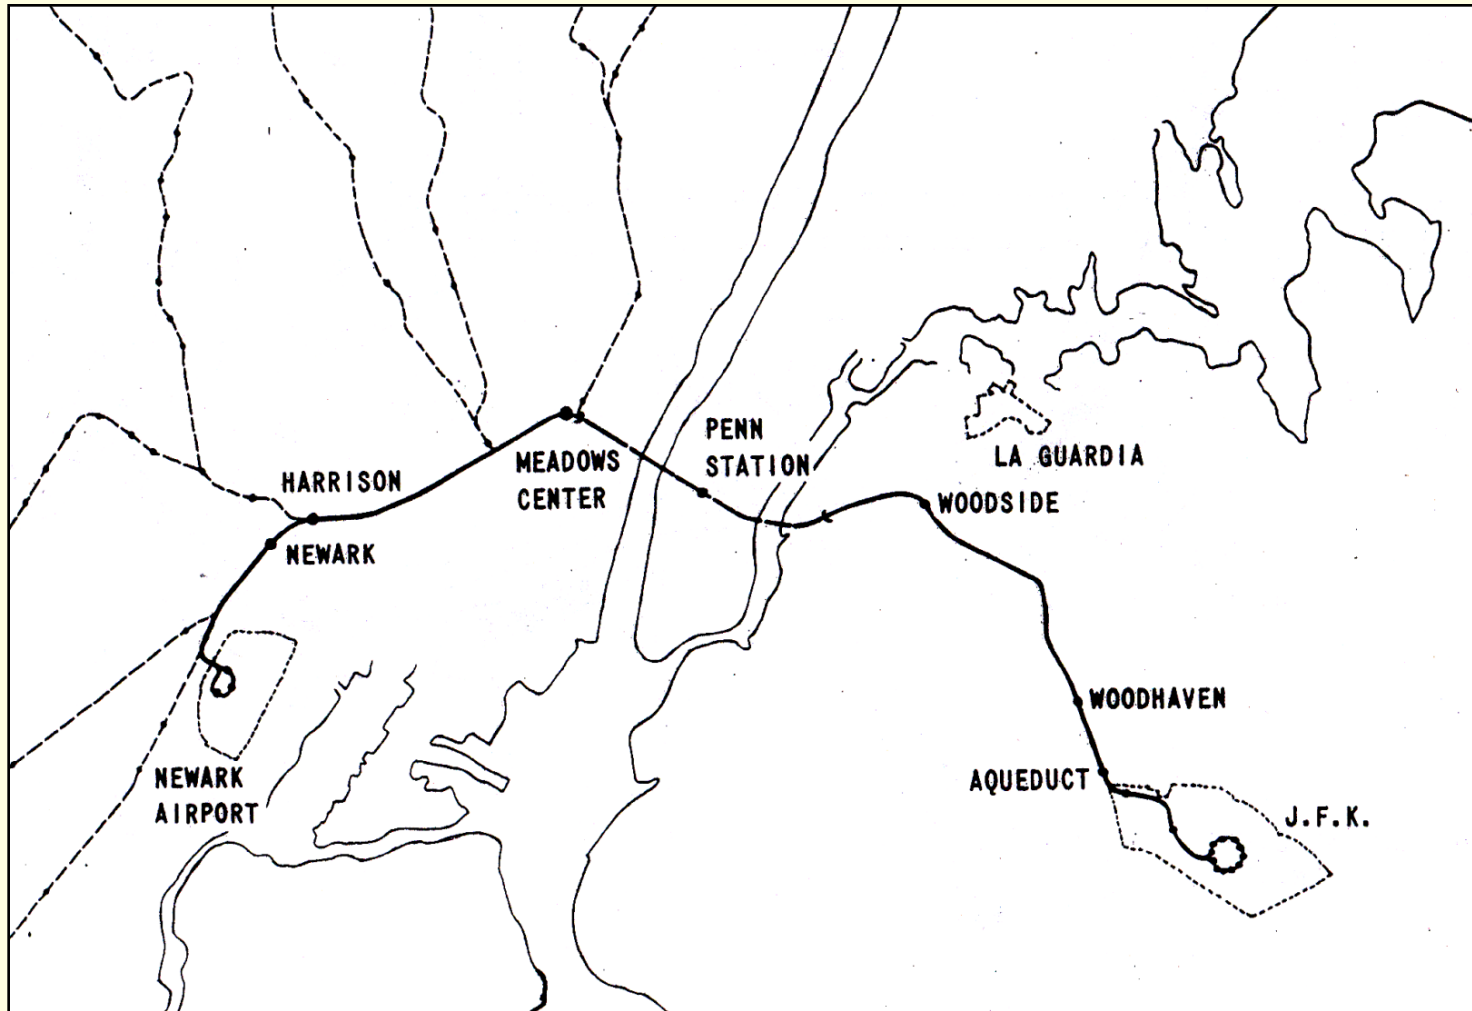 PENN
STATION
HARRISON
MEADOWS
CENTER
LA GUARDIA
WOODSIDE
NEWARK
WOODHAVEN
NEWARK
AIRPORT
AQUEDUCT
J.F.K.